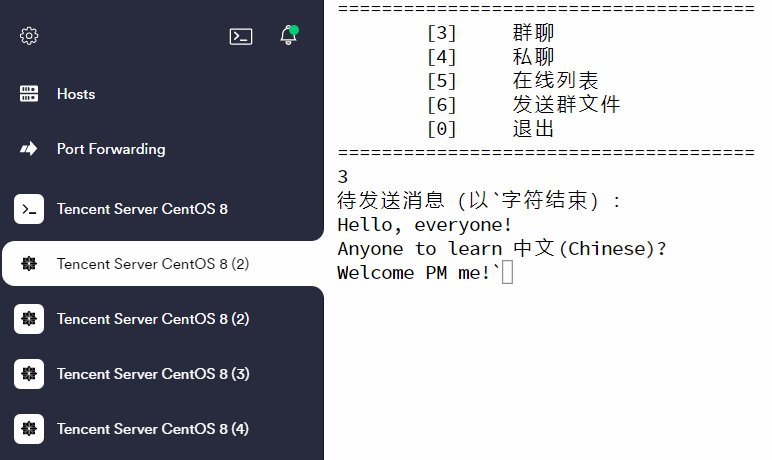 Hosts
Port Forwarding
Tencent Server CentOS 8
Tencent Server CentOS 8 (2)
Tencent Server CentOS 8 (2)
Tencent Server CentOS 8 (3)
Tencent Server CentOS 8 (4)
======================================
[3] 群聊
[4] 私聊
[5] 在线列表
[6] 发送群文件
[0] 退出
======================================
3
待发送消息（以`字符结束）：
Hello, everyone!
Anyone to learn 中文(Chinese)?
Welcome PM me!`